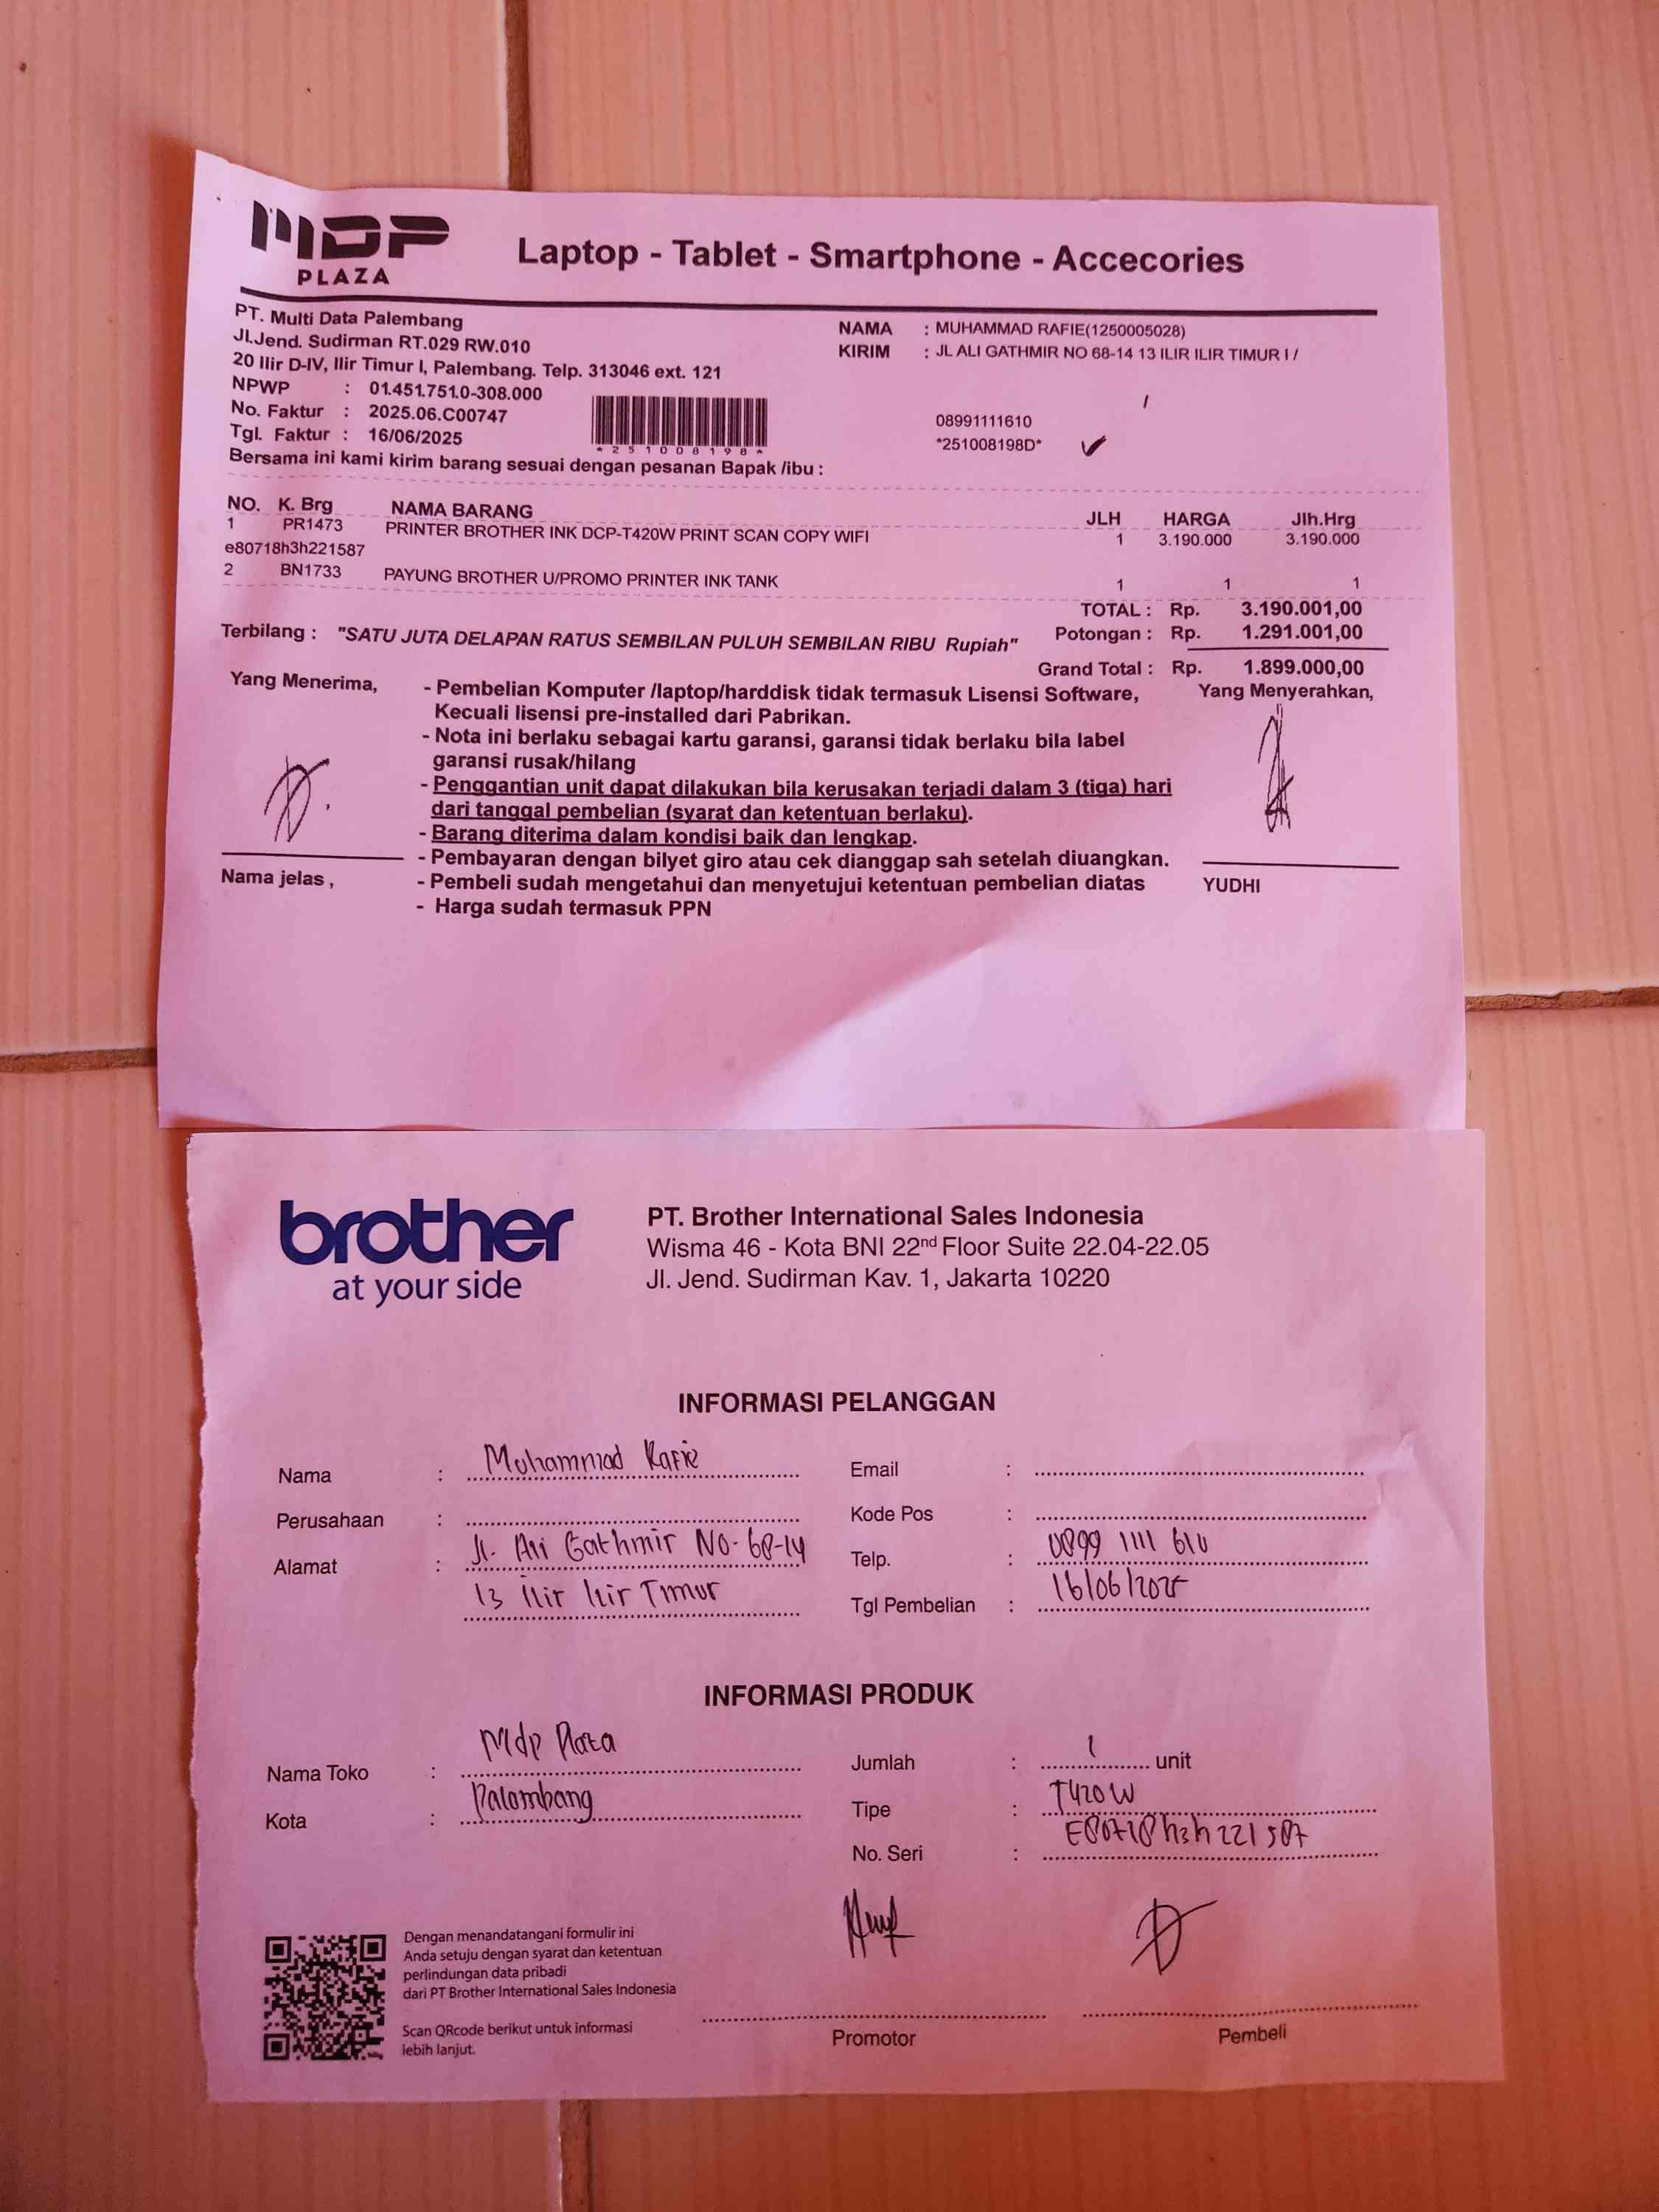 MDP
PLAZA
Laptop - Tablet - Smartphone - Accecories
PT. Multi Data Palembang
Jl.Jend. Sudirman RT.029 RW.010
20 Ilir D-IV, Ilir Timur I, Palembang. Telp. 313046 ext. 121
NPWP : 01.451.751.0-308.000
No. Faktur : 2025.06.C00747
Tgl. Faktur : 16/06/2025
*251008198*
NAMA : MUHAMMAD RAFIE(1250005028)
KIRIM : JL ALI GATHMIR NO 68-14 13 ILIR ILIR TIMUR I /
/
08991111610
*251008198D*
Bersama ini kami kirim barang sesuai dengan pesanan Bapak /ibu :
NO. K. Brg NAMA BARANG JLH HARGA Jlh.Hrg
1 PR1473 PRINTER BROTHER INK DCP-T420W PRINT SCAN COPY WIFI 1 3.190.000 3.190.000
e80718h3h221587
2 BN1733 PAYUNG BROTHER U/PROMO PRINTER INK TANK 1 1 1
TOTAL : Rp. 3.190.001,00
Terbilang : "SATU JUTA DELAPAN RATUS SEMBILAN PULUH SEMBILAN RIBU Rupiah" Potongan : Rp. 1.291.001,00
Grand Total : Rp. 1.899.000,00
Yang Menerima,
- Pembelian Komputer /laptop/harddisk tidak termasuk Lisensi Software,
Kecuali lisensi pre-installed dari Pabrikan.
- Nota ini berlaku sebagai kartu garansi, garansi tidak berlaku bila label
garansi rusak/hilang
- Penggantian unit dapat dilakukan bila kerusakan terjadi dalam 3 (tiga) hari
dari tanggal pembelian (syarat dan ketentuan berlaku).
- Barang diterima dalam kondisi baik dan lengkap.
- Pembayaran dengan bilyet giro atau cek dianggap sah setelah diuangkan.
- Pembeli sudah mengetahui dan menyetujui ketentuan pembelian diatas
- Harga sudah termasuk PPN
Yang Menyerahkan,
Nama jelas ,
YUDHI
brother
at your side
PT. Brother International Sales Indonesia
Wisma 46 - Kota BNI 22nd Floor Suite 22.04-22.05
Jl. Jend. Sudirman Kav. 1, Jakarta 10220
INFORMASI PELANGGAN
Nama : Muhammad Rafie
Perusahaan :
Alamat : Jl. Ali Gathmir No. 68-14
13 Ilir Ilir Timur
Email :
Kode Pos :
Telp. : 0899 1111 610
Tgl Pembelian : 16/06/2025
INFORMASI PRODUK
Nama Toko : Mdp Plaza
Kota : Palembang
Jumlah : 1 unit
Tipe : T420W
No. Seri : E80718h3h221587
Dengan menandatangani formulir ini
Anda setuju dengan syarat dan ketentuan
perlindungan data pribadi
dari PT Brother International Sales Indonesia
Scan QRcode berikut untuk informasi
lebih lanjut.
Promotor
Pembeli